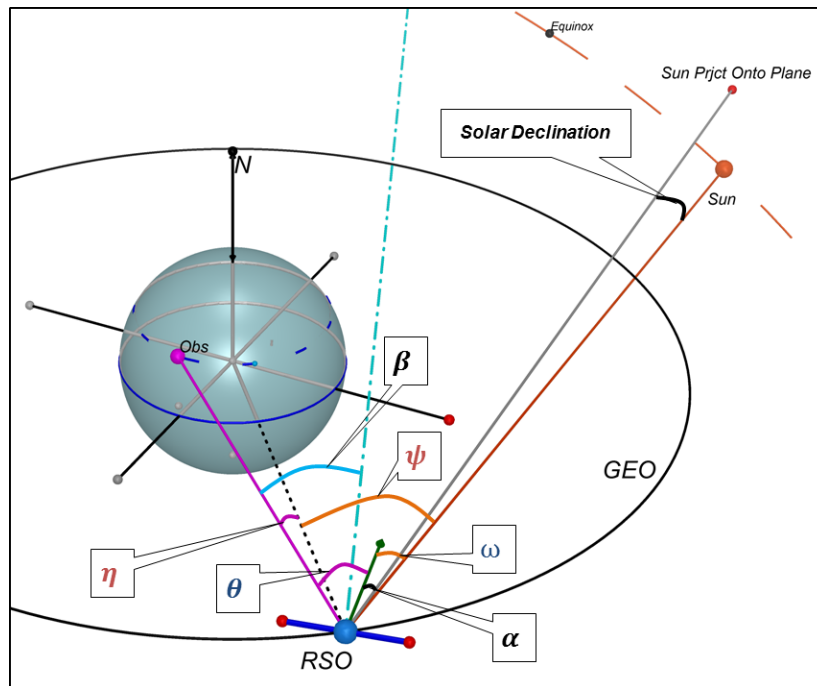 Equinox
Sun Prjct Onto Plane
Solar Declination
N
Sun
Obs
β
ψ
GEO
η
θ
ω
α
RSO